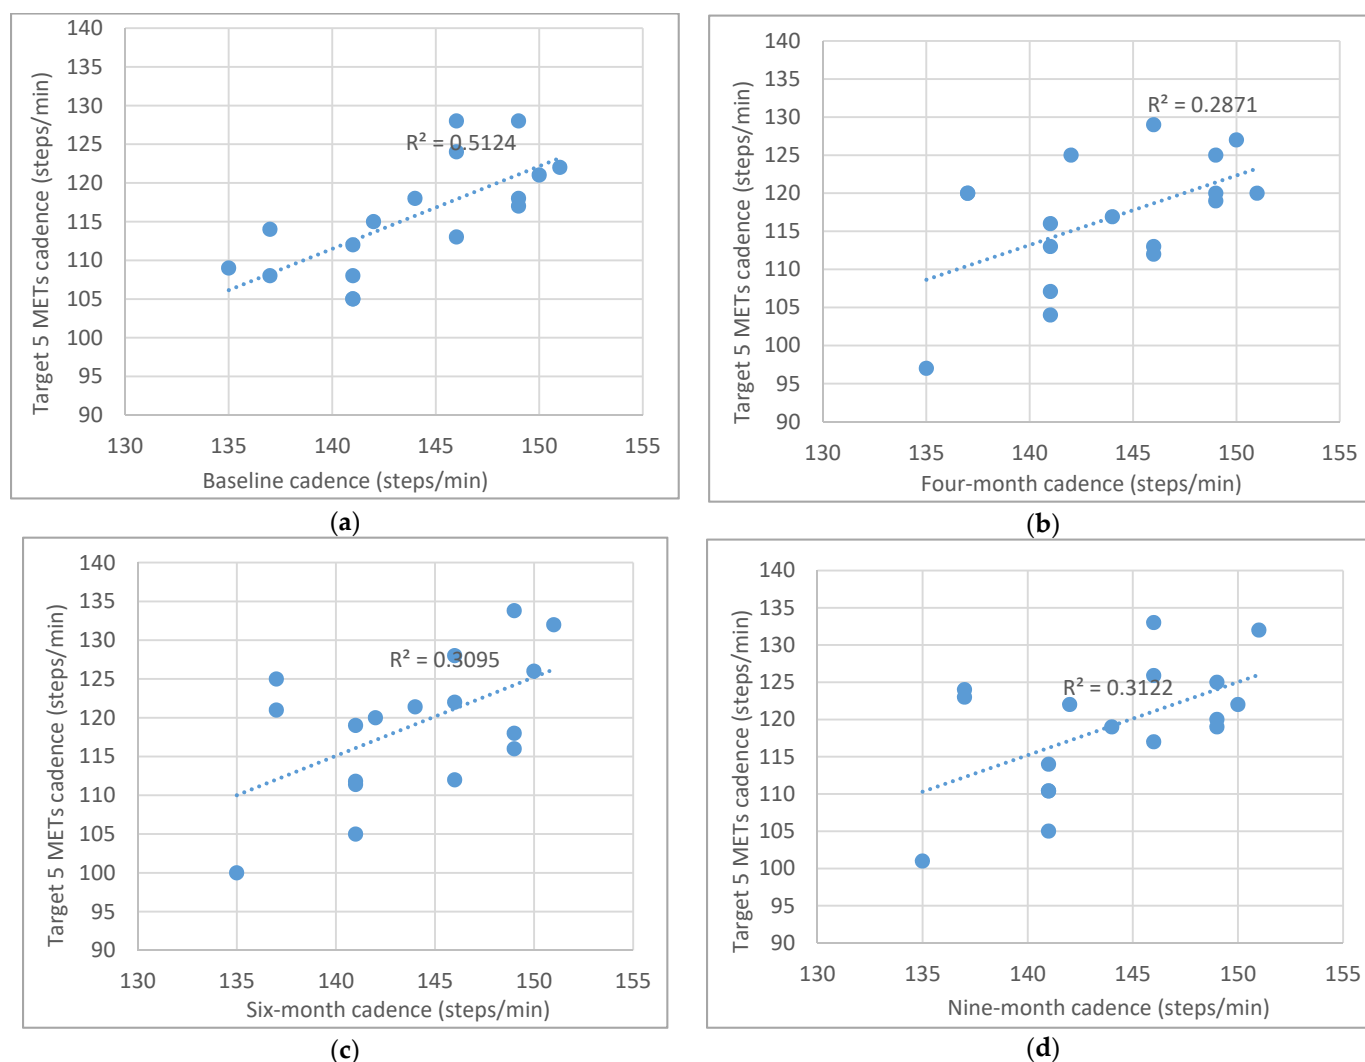 140
135
130
125
120
115
110
105
100
95
90
Target 5 METs cadence (steps/min)
R² = 0.5124
130 135 140 145 150 155
Baseline cadence (steps/min)
(a)
140
135
130
125
120
115
110
105
100
95
90
Target 5 METs cadence (steps/min)
R² = 0.2871
130 135 140 145 150 155
Four-month cadence (steps/min)
(b)
140
135
130
125
120
115
110
105
100
95
90
Target 5 METs cadence (steps/min)
R² = 0.3095
130 135 140 145 150 155
Six-month cadence (steps/min)
(c)
140
135
130
125
120
115
110
105
100
95
90
Target 5 METs cadence (steps/min)
R² = 0.3122
130 135 140 145 150 155
Nine-month cadence (steps/min)
(d)